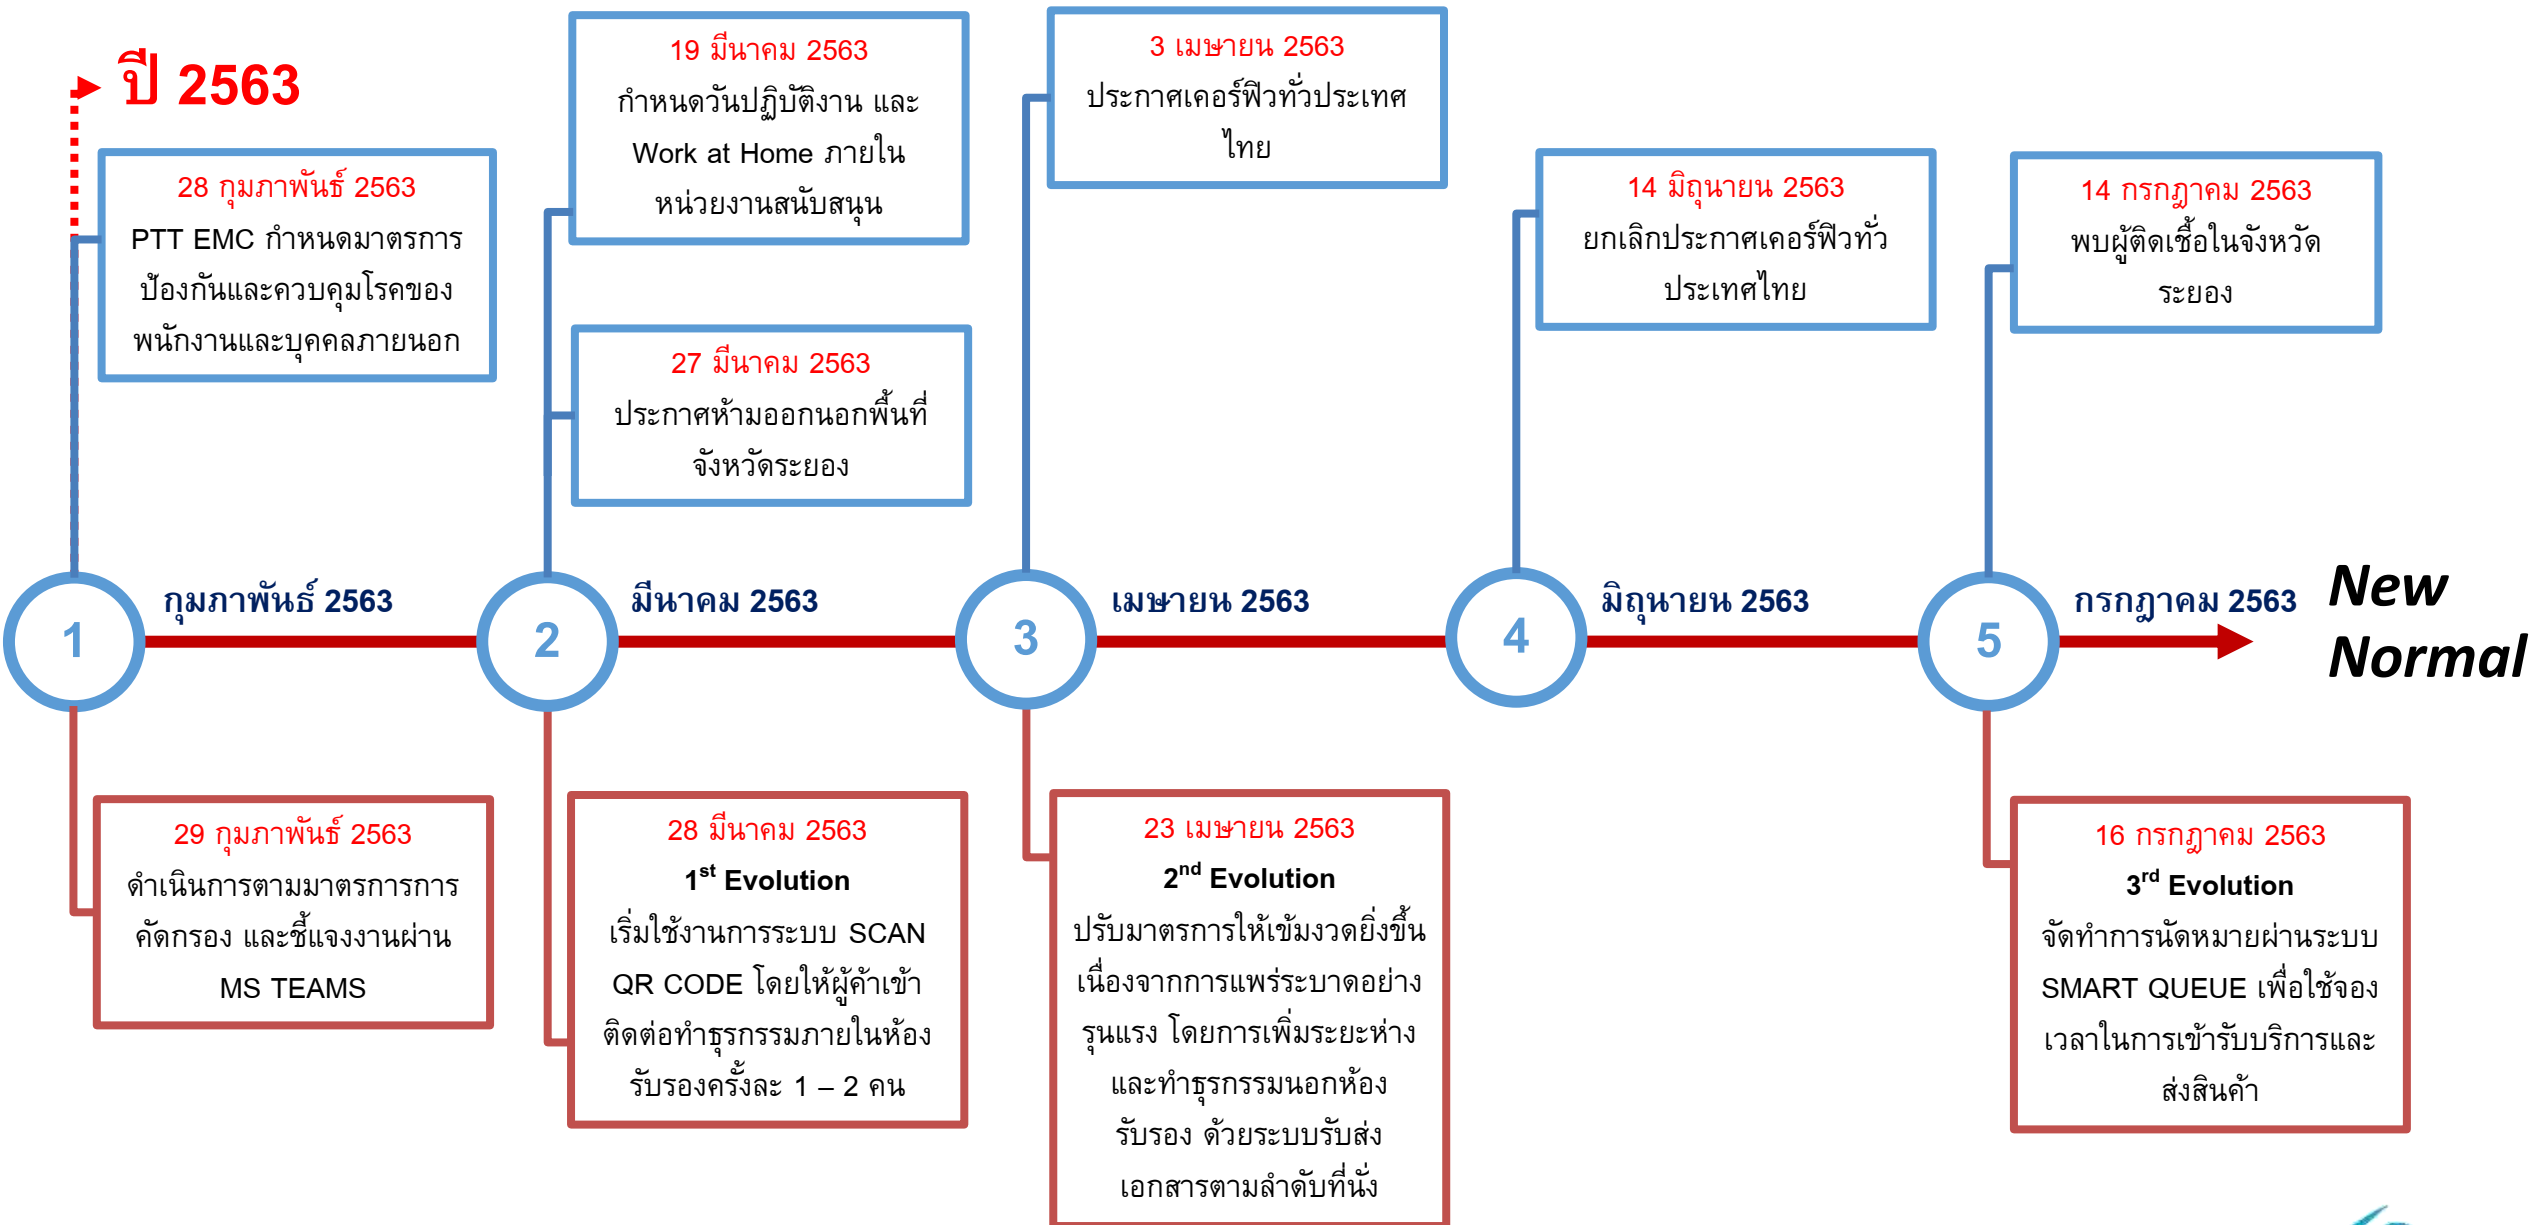 ปี 2563
28 กุมภาพันธ์ 2563
PTT EMC กำหนดมาตรการ
ป้องกันและควบคุมโรคของ
พนักงานและบุคคลภายนอก
19 มีนาคม 2563
กำหนดวันปฏิบัติงาน และ
Work at Home ภายใน
หน่วยงานสนับสนุน
27 มีนาคม 2563
ประกาศห้ามออกนอกพื้นที่
จังหวัดระยอง
3 เมษายน 2563
ประกาศเคอร์ฟิวทั่วประเทศ
ไทย
14 มิถุนายน 2563
ยกเลิกประกาศเคอร์ฟิวทั่ว
ประเทศไทย
14 กรกฎาคม 2563
พบผู้ติดเชื้อในจังหวัด
ระยอง
1
กุมภาพันธ์ 2563
2
มีนาคม 2563
3
เมษายน 2563
4
มิถุนายน 2563
5
กรกฎาคม 2563
New
Normal
29 กุมภาพันธ์ 2563
ดำเนินการตามมาตรการการ
คัดกรอง และชี้แจงงานผ่าน
MS TEAMS
28 มีนาคม 2563
1st Evolution
เริ่มใช้งานการระบบ SCAN
QR CODE โดยให้ผู้ค้าเข้า
ติดต่อทำธุรกรรมภายในห้อง
รับรองครั้งละ 1 – 2 คน
23 เมษายน 2563
2nd Evolution
ปรับมาตรการให้เข้มงวดยิ่งขึ้น
เนื่องจากการแพร่ระบาดอย่าง
รุนแรง โดยการเพิ่มระยะห่าง
และทำธุรกรรมนอกห้อง
รับรอง ด้วยระบบรับส่ง
เอกสารตามลำดับที่นั่ง
16 กรกฎาคม 2563
3rd Evolution
จัดทำการนัดหมายผ่านระบบ
SMART QUEUE เพื่อใช้จอง
เวลาในการเข้ารับบริการและ
ส่งสินค้า